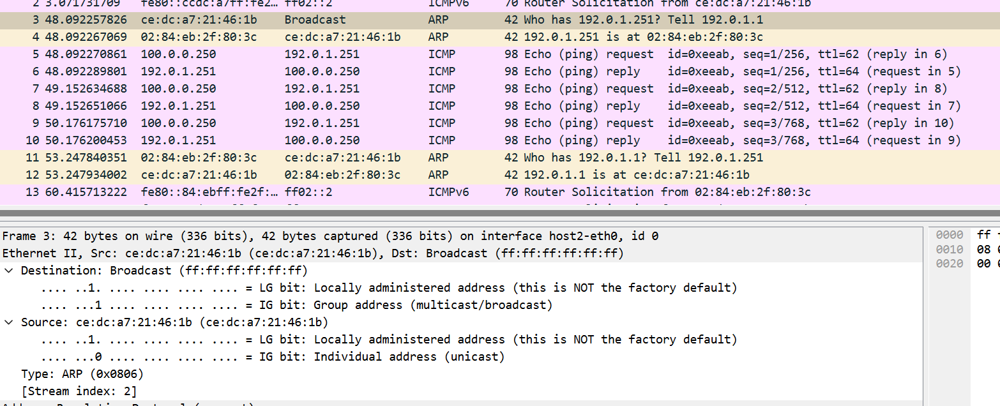 2 3.071731709 fe80::ccdc:a7ff:fe2… ff02::2 ICMPv6 70 Router Solicitation from ce:dc:a7:21:46:1b
3 48.092257826 ce:dc:a7:21:46:1b Broadcast ARP 42 Who has 192.0.1.251? Tell 192.0.1.1
4 48.092267069 02:84:eb:2f:80:3c ce:dc:a7:21:46:1b ARP 42 192.0.1.251 is at 02:84:eb:2f:80:3c
5 48.092270861 100.0.0.250 192.0.1.251 ICMP 98 Echo (ping) request id=0xeeab, seq=1/256, ttl=62 (reply in 6)
6 48.092289801 192.0.1.251 100.0.0.250 ICMP 98 Echo (ping) reply id=0xeeab, seq=1/256, ttl=64 (request in 5)
7 49.152634688 100.0.0.250 192.0.1.251 ICMP 98 Echo (ping) request id=0xeeab, seq=2/512, ttl=62 (reply in 8)
8 49.152651066 192.0.1.251 100.0.0.250 ICMP 98 Echo (ping) reply id=0xeeab, seq=2/512, ttl=64 (request in 7)
9 50.176175710 100.0.0.250 192.0.1.251 ICMP 98 Echo (ping) request id=0xeeab, seq=3/768, ttl=62 (reply in 10)
10 50.176200453 192.0.1.251 100.0.0.250 ICMP 98 Echo (ping) reply id=0xeeab, seq=3/768, ttl=64 (request in 9)
11 53.247840351 02:84:eb:2f:80:3c ce:dc:a7:21:46:1b ARP 42 Who has 192.0.1.1? Tell 192.0.1.251
12 53.247934002 ce:dc:a7:21:46:1b 02:84:eb:2f:80:3c ARP 42 192.0.1.1 is at ce:dc:a7:21:46:1b
13 60.415713222 fe80::84:ebff:fe2f:… ff02::2 ICMPv6 70 Router Solicitation from 02:84:eb:2f:80:3c
Frame 3: 42 bytes on wire (336 bits), 42 bytes captured (336 bits) on interface host2-eth0, id 0
Ethernet II, Src: ce:dc:a7:21:46:1b (ce:dc:a7:21:46:1b), Dst: Broadcast (ff:ff:ff:ff:ff:ff)
Destination: Broadcast (ff:ff:ff:ff:ff:ff)
.... ..1. .... .... .... .... = LG bit: Locally administered address (this is NOT the factory default)
.... ...1 .... .... .... .... = IG bit: Group address (multicast/broadcast)
Source: ce:dc:a7:21:46:1b (ce:dc:a7:21:46:1b)
.... ..1. .... .... .... .... = LG bit: Locally administered address (this is NOT the factory default)
.... ...0 .... .... .... .... = IG bit: Individual address (unicast)
Type: ARP (0x0806)
[Stream index: 2]
0000 ff
0010 08
0020 00